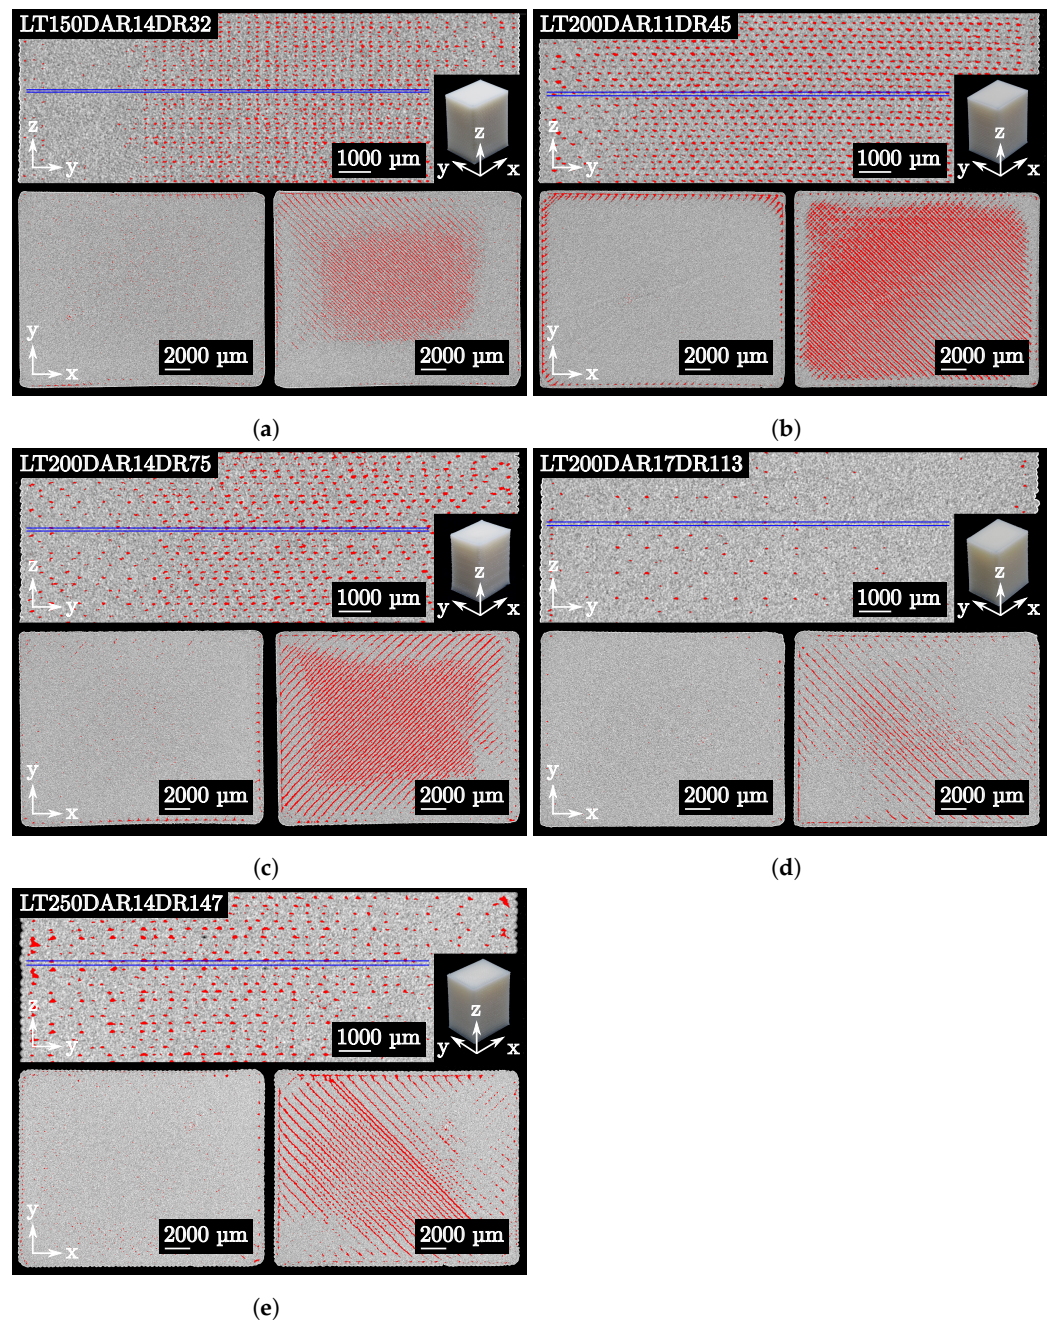 LT150DAR14DR32
z
y
1000 µm
z
y
x
y
x
2000 µm
2000 µm
(a)
LT200DAR11DR45
z
y
1000 µm
z
y
x
y
x
2000 µm
2000 µm
(b)
LT200DAR14DR75
z
y
1000 µm
z
y
x
y
x
2000 µm
2000 µm
(c)
LT200DAR17DR113
z
y
1000 µm
z
y
x
y
x
2000 µm
2000 µm
(d)
LT250DAR14DR147
z
y
1000 µm
z
y
x
y
x
2000 µm
2000 µm
(e)